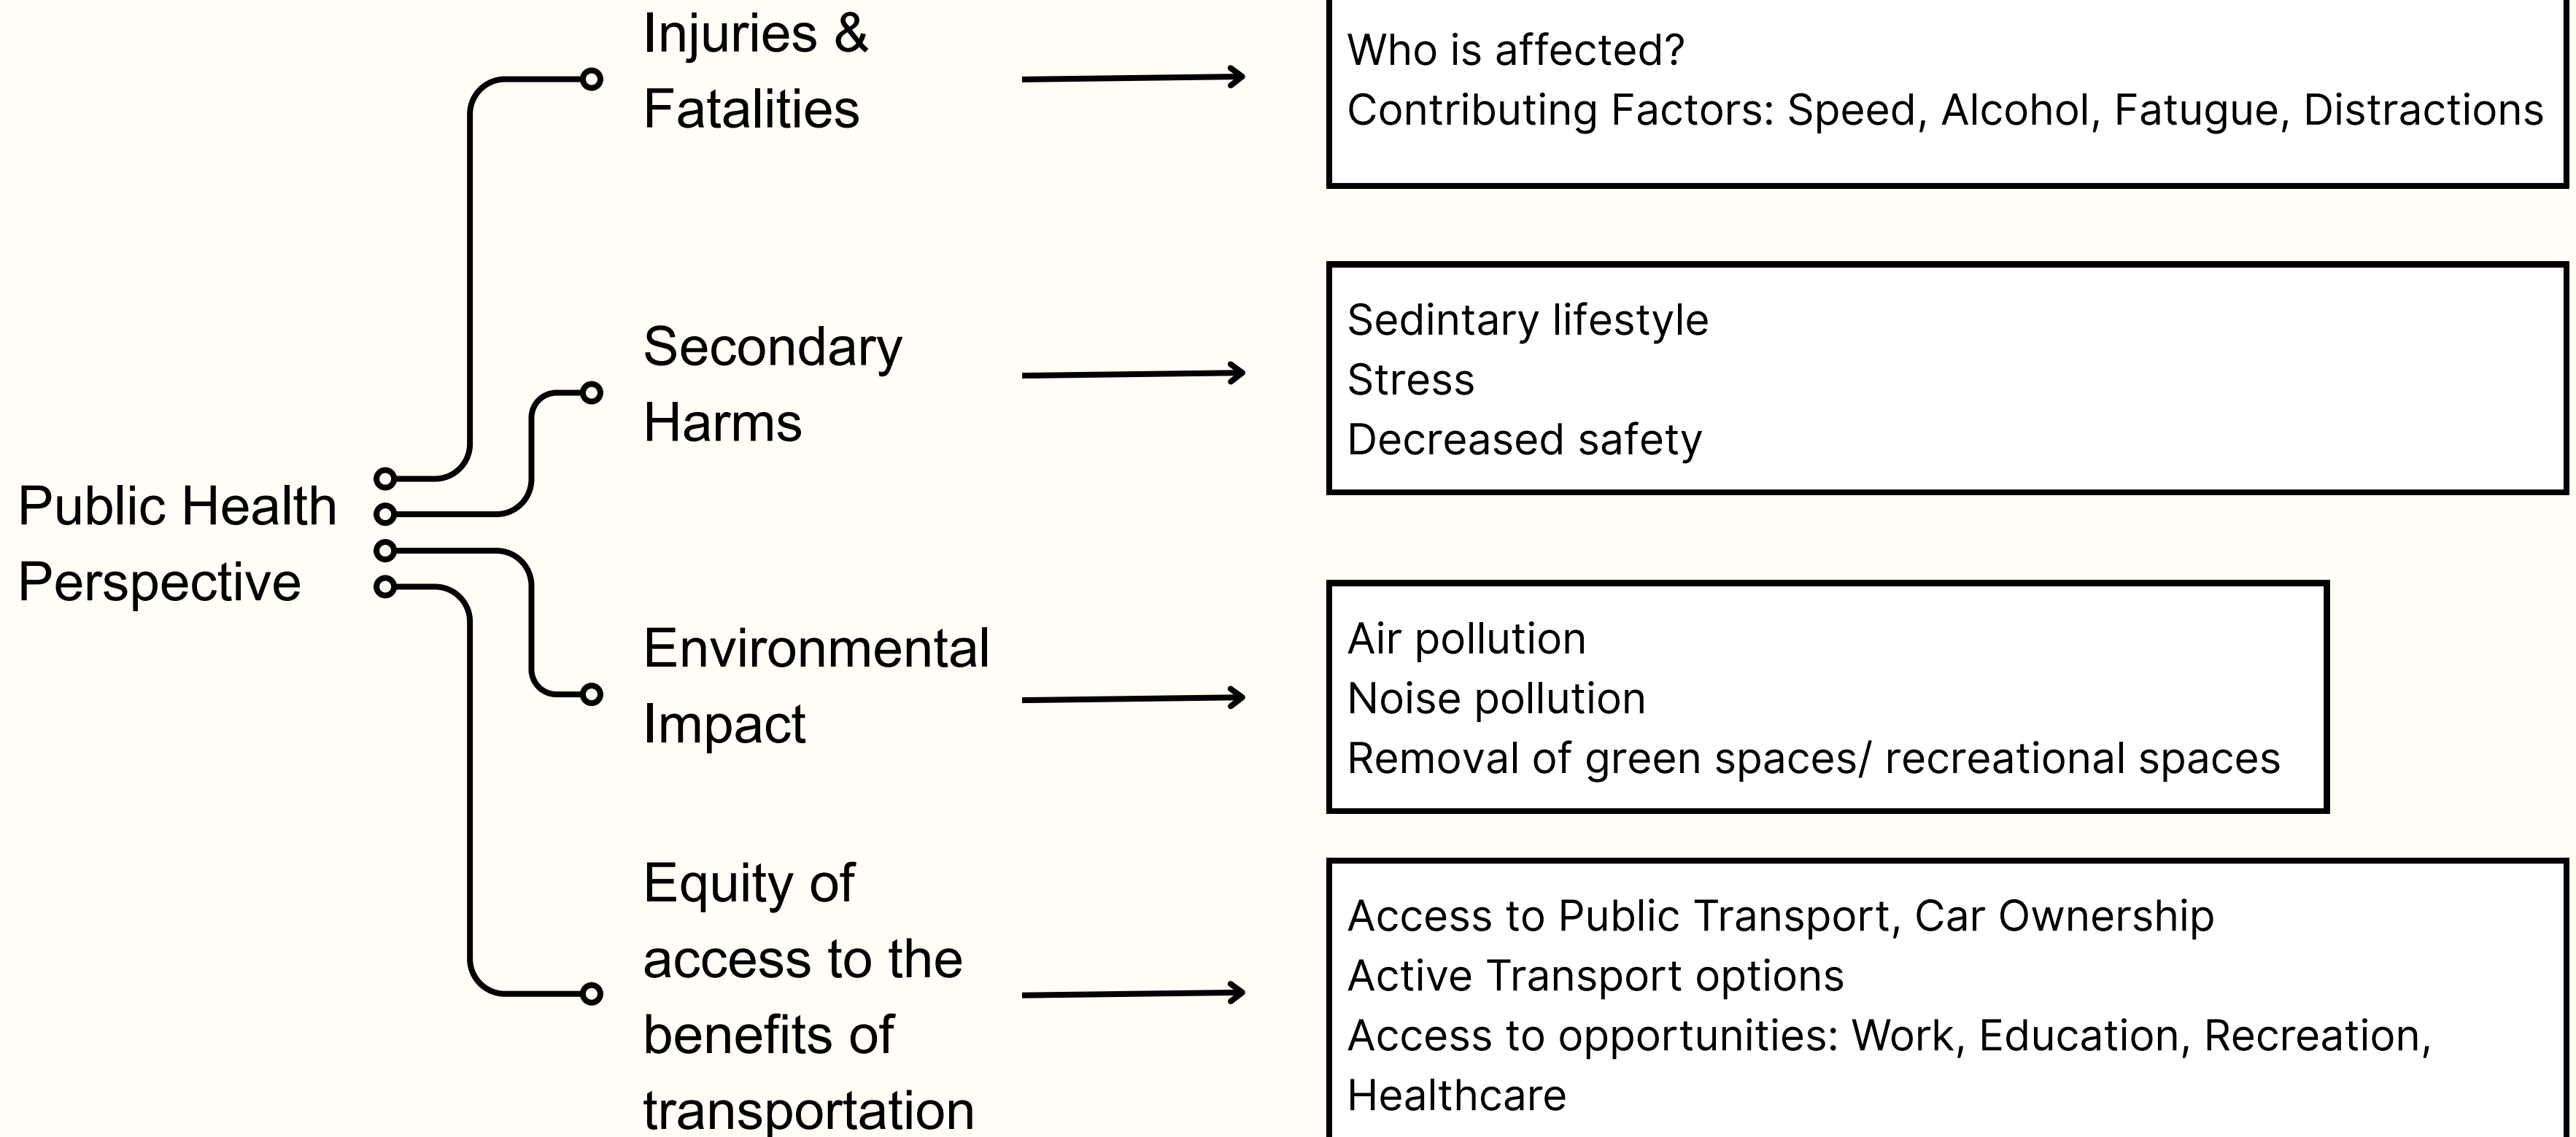 Public Health
Perspective
Injuries &
Fatalities
Who is affected?
Contributing Factors: Speed, Alcohol, Fatugue, Distractions
Secondary
Harms
Sedintary lifestyle
Stress
Decreased safety
Environmental
Impact
Air pollution
Noise pollution
Removal of green spaces/ recreational spaces
Equity of
access to the
benefits of
transportation
Access to Public Transport, Car Ownership
Active Transport options
Access to opportunities: Work, Education, Recreation,
Healthcare